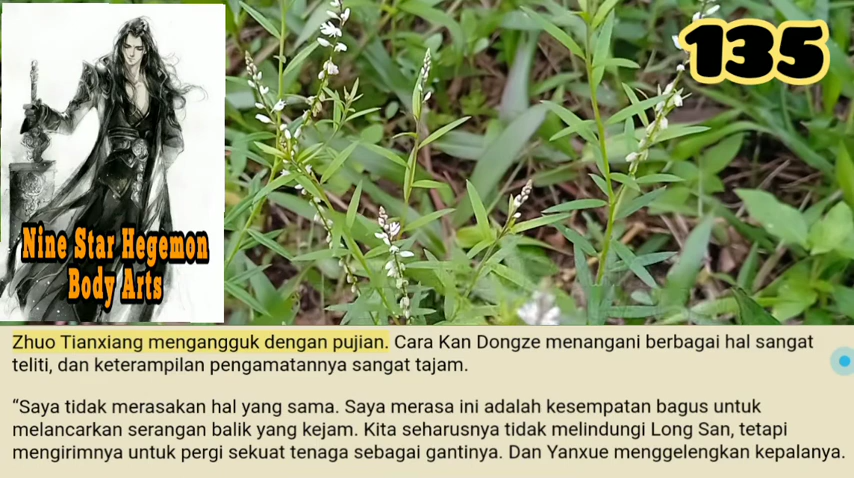 135
Nine Star Hegemon
Body Arts
Zhuo Tianxiang mengangguk dengan pujian. Cara Kan Dongze menangani berbagai hal sangat
teliti, dan keterampilan pengamatannya sangat tajam.
“Saya tidak merasakan hal yang sama. Saya merasa ini adalah kesempatan bagus untuk
melancarkan serangan balik yang kejam. Kita seharusnya tidak melindungi Long San, tetapi
mengirimnya untuk pergi sekuat tenaga sebagai gantinya. Dan Yanxue menggelengkan kepalanya.